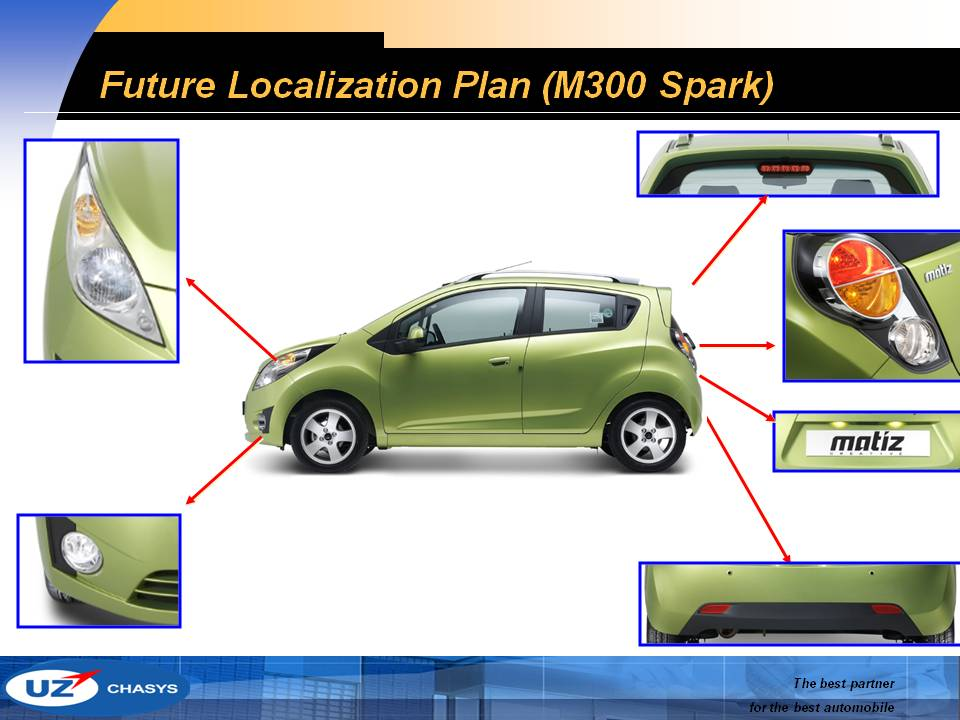 Future Localization Plan (M300 Spark)
matiz
matiz
CREATIVE
UZ CHASYS
The best partner
for the best automobile